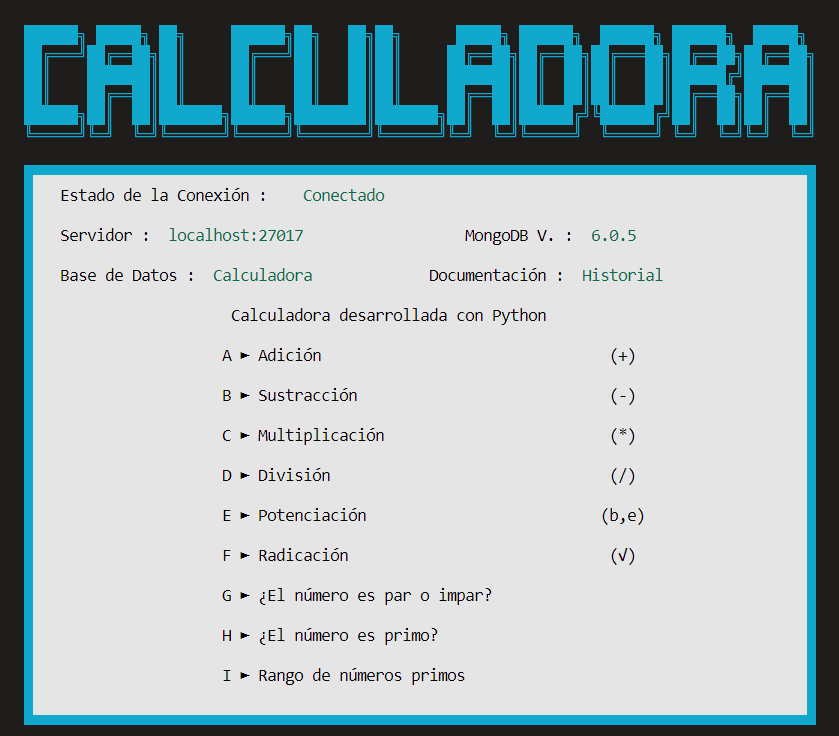 CALCULADORA
Estado de la Conexión : Conectado
Servidor : localhost:27017 MongoDB V. : 6.0.5
Base de Datos : Calculadora Documentación : Historial
Calculadora desarrollada con Python
A ► Adición (+)
B ► Sustracción (-)
C ► Multiplicación (*)
D ► División (/)
E ► Potenciación (b,e)
F ► Radicación (√)
G ► ¿El número es par o impar?
H ► ¿El número es primo?
I ► Rango de números primos